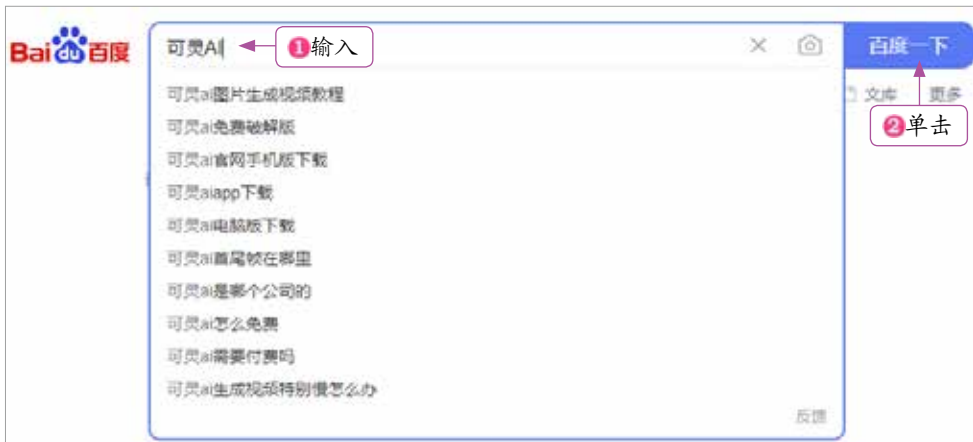 Bai du 百度 可灵AI ❶输入 百度一下
可灵ai图片生成视频教程 文库 更多
可灵ai免费破解版 ❷单击
可灵ai官网手机版下载
可灵aiapp下载
可灵ai电脑版下载
可灵ai首尾帧在哪里
可灵ai是哪个公司的
可灵ai怎么免费
可灵ai需要付费吗
可灵ai生成视频特别慢怎么办
反馈